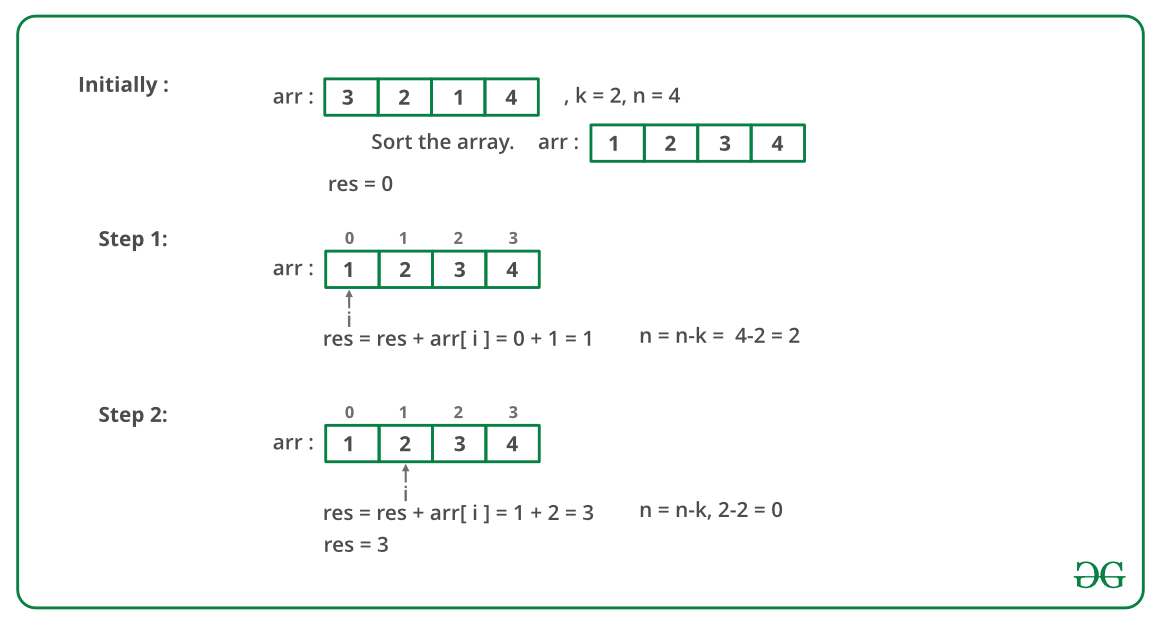 Initially :
arr : 3 2 1 4 , k = 2, n = 4
Sort the array. arr : 1 2 3 4
res = 0
Step 1:
0 1 2 3
arr : 1 2 3 4
i
res = res + arr[ i ] = 0 + 1 = 1 n = n-k = 4-2 = 2
Step 2:
0 1 2 3
arr : 1 2 3 4
i
res = res + arr[ i ] = 1 + 2 = 3 n = n-k, 2-2 = 0
res = 3